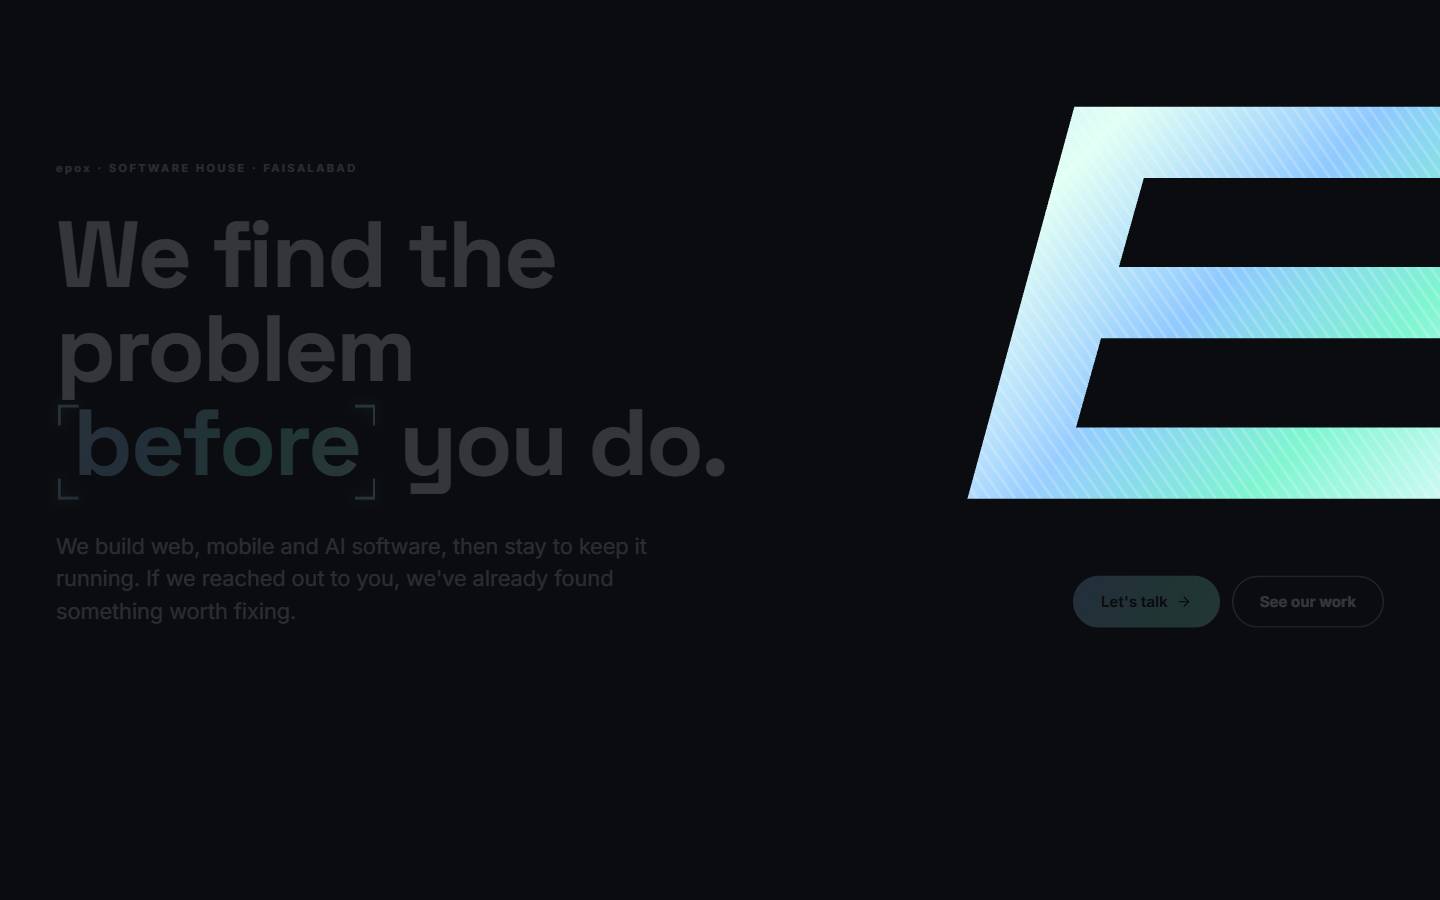 epox · SOFTWARE HOUSE · FAISALABAD
We find the
problem
before you do.
We build web, mobile and AI software, then stay to keep it
running. If we reached out to you, we've already found
something worth fixing.
Let's talk →
See our work
E